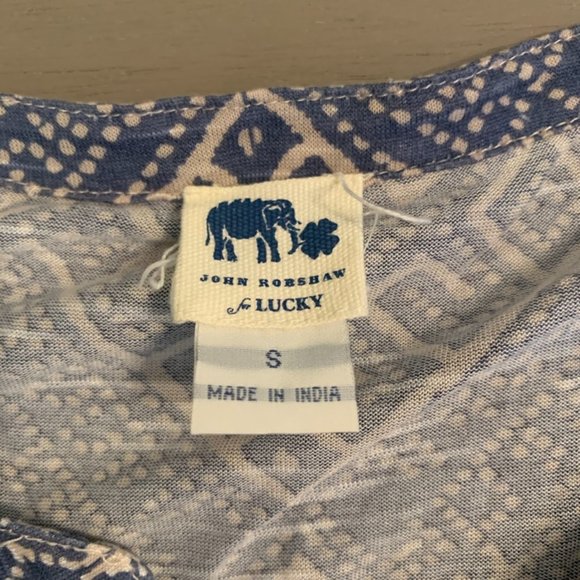 JOHN ROBSHAW
for LUCKY
S
MADE IN INDIA